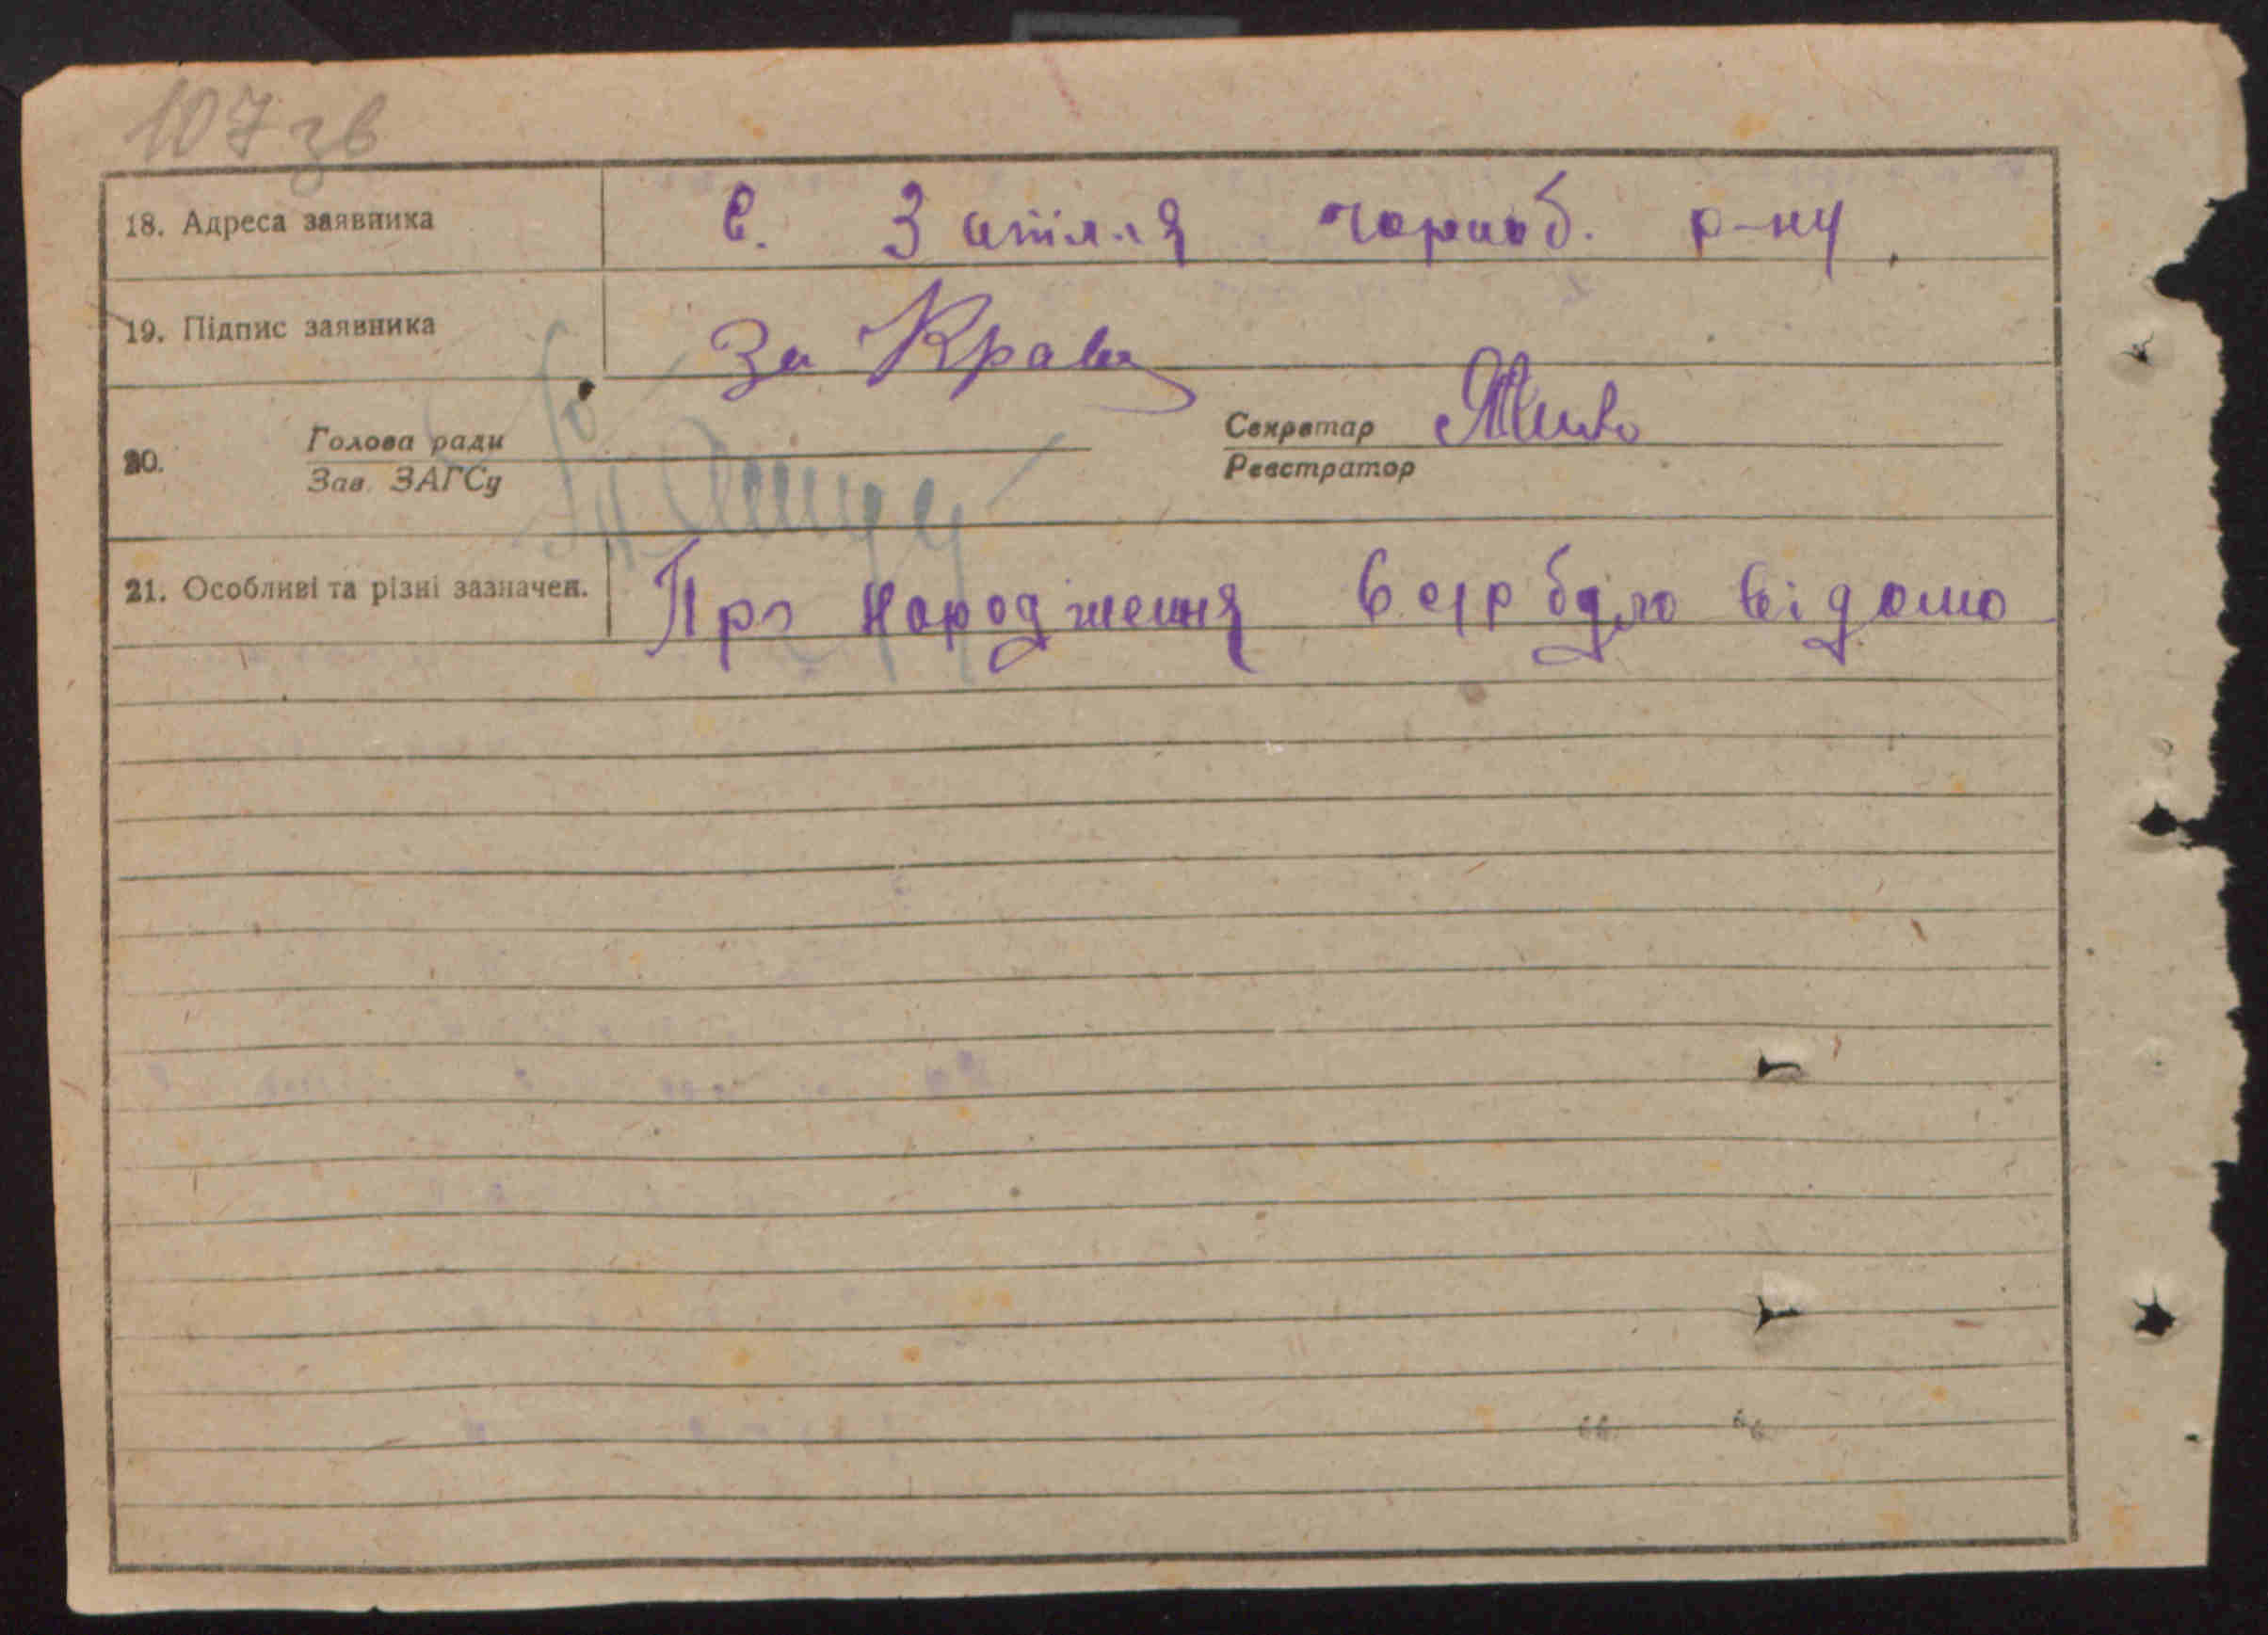 107 зв
18. Адреса заявника с. Затілля чорноб. р-ну.
19. Підпис заявника За Крав
20. Голова ради Секретар
Зав. ЗАГСу Реєстратор
21. Особливі та різні зазначен. Про народження в с/р було відомо